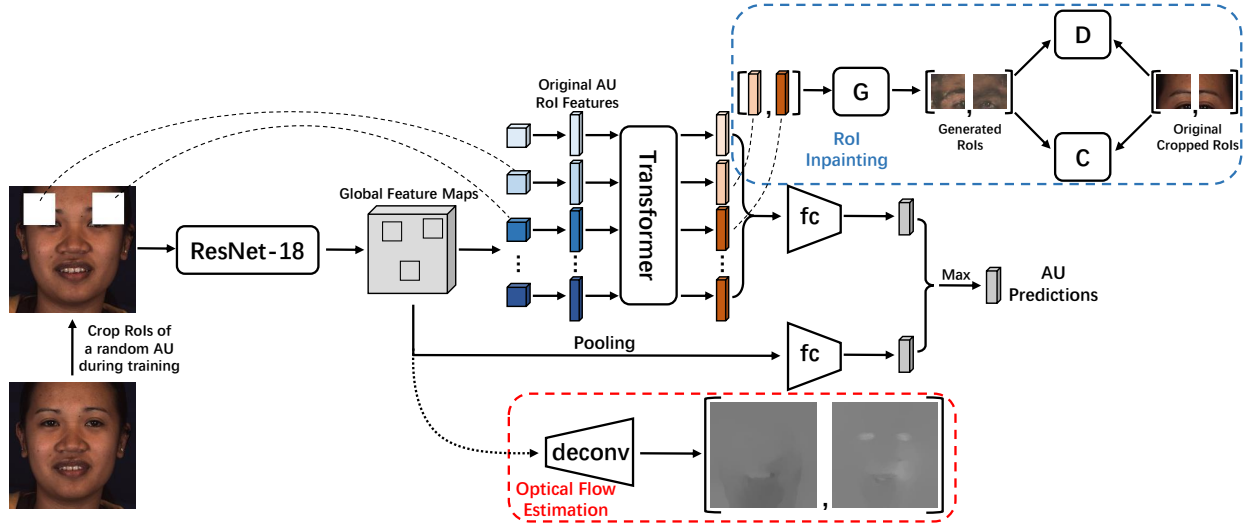 Original AU
RoI Features
Global Feature Maps
ResNet-18
Transformer
[ , ]
G
RoI
Inpainting
[ , ]
Generated
RoIs
D
C
[ , ]
Original
Cropped RoIs
fc
Max
AU
Predictions
Crop RoIs of
a random AU
during training
Pooling
fc
deconv
Optical Flow
Estimation
[ , ]